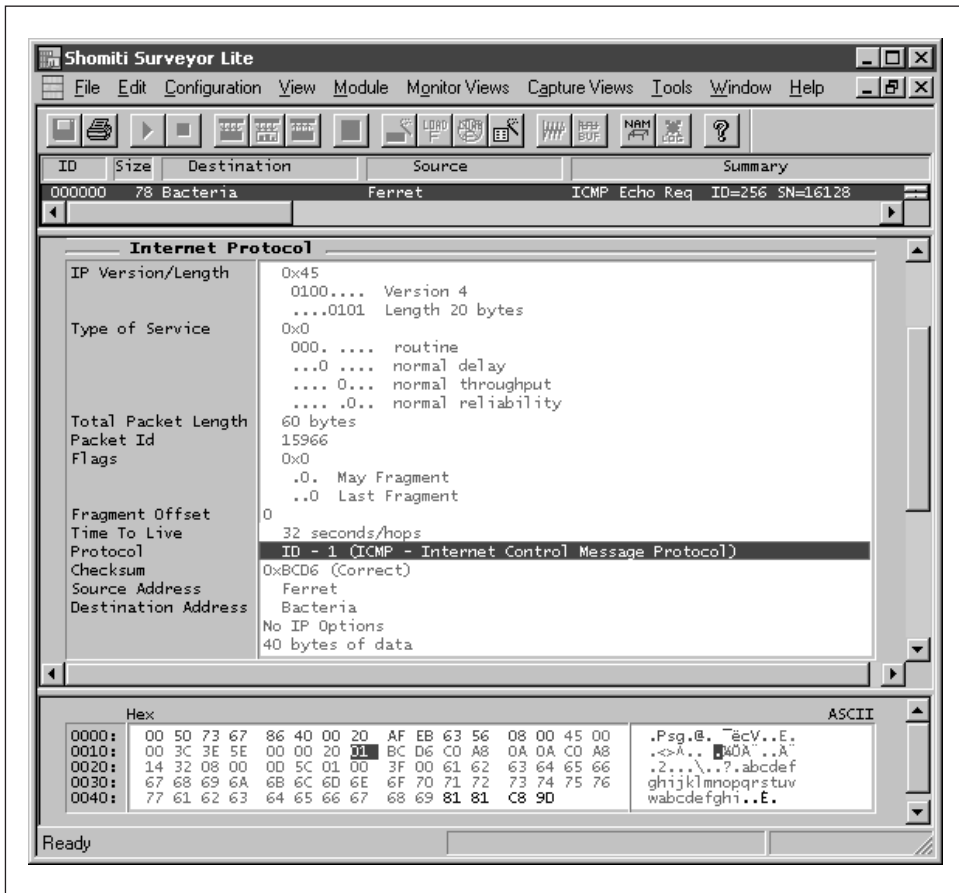 Shomiti Surveyor Lite
File Edit Configuration View Module Monitor Views Capture Views Tools Window Help
ID Size Destination Source Summary
000000 78 Bacteria Ferret ICMP Echo Req ID=256 SN=16128
Internet Protocol
IP Version/Length 0x45
0100.... Version 4
....0101 Length 20 bytes
Type of Service 0x0
000. .... routine
...0 .... normal delay
.... 0... normal throughput
.... .0.. normal reliability
Total Packet Length 60 bytes
Packet Id 15966
Flags 0x0
.0. May Fragment
..0 Last Fragment
Fragment Offset 0
Time To Live 32 seconds/hops
Protocol ID - 1 (ICMP - Internet Control Message Protocol)
Checksum 0xBCD6 (Correct)
Source Address Ferret
Destination Address Bacteria
No IP Options
40 bytes of data
Hex ASCII
0000: 00 50 73 67 86 40 00 20 AF EB 63 56 08 00 45 00 .Psg.@. ¯ëcV..E.
0010: 00 3C 3E 5E 00 00 20 01 BC D6 C0 A8 0A 0A C0 A8
0020: 14 32 08 00 0D 5C 01 00 3F 00 61 62 63 64 65 66 .2...\..?.abcdef
0030: 67 68 69 6A 6B 6C 6D 6E 6F 70 71 72 73 74 75 76 ghijklmnopqrstuv
0040: 77 61 62 63 64 65 66 67 68 69 81 81 C8 9D wabcdefghi..È.
Ready